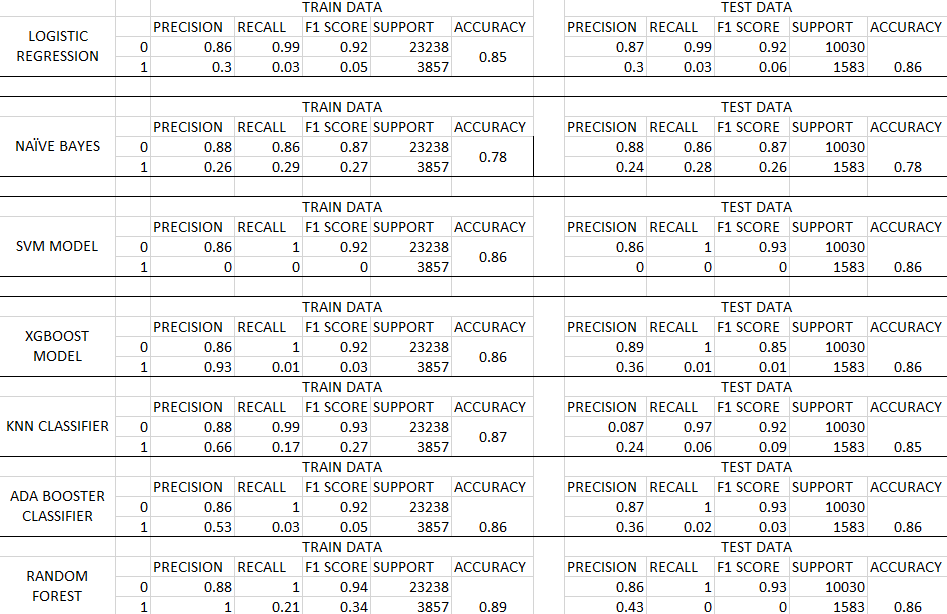 TRAIN DATA TEST DATA
LOGISTIC REGRESSION PRECISION RECALL F1 SCORE SUPPORT ACCURACY PRECISION RECALL F1 SCORE SUPPORT ACCURACY
0 0.86 0.99 0.92 23238 0.85 0.87 0.99 0.92 10030
1 0.3 0.03 0.05 3857 0.3 0.03 0.06 1583 0.86
TRAIN DATA TEST DATA
NAÏVE BAYES PRECISION RECALL F1 SCORE SUPPORT ACCURACY PRECISION RECALL F1 SCORE SUPPORT ACCURACY
0 0.88 0.86 0.87 23238 0.78 0.88 0.86 0.87 10030
1 0.26 0.29 0.27 3857 0.24 0.28 0.26 1583 0.78
TRAIN DATA TEST DATA
SVM MODEL PRECISION RECALL F1 SCORE SUPPORT ACCURACY PRECISION RECALL F1 SCORE SUPPORT ACCURACY
0 0.86 1 0.92 23238 0.86 0.86 1 0.93 10030
1 0 0 0 3857 0 0 0 1583 0.86
TRAIN DATA TEST DATA
XGBOOST MODEL PRECISION RECALL F1 SCORE SUPPORT ACCURACY PRECISION RECALL F1 SCORE SUPPORT ACCURACY
0 0.86 1 0.92 23238 0.86 0.89 1 0.85 10030
1 0.93 0.01 0.03 3857 0.36 0.01 0.01 1583 0.86
TRAIN DATA TEST DATA
KNN CLASSIFIER PRECISION RECALL F1 SCORE SUPPORT ACCURACY PRECISION RECALL F1 SCORE SUPPORT ACCURACY
0 0.88 0.99 0.93 23238 0.87 0.087 0.97 0.92 10030
1 0.66 0.17 0.27 3857 0.24 0.06 0.09 1583 0.85
TRAIN DATA TEST DATA
ADA BOOSTER CLASSIFIER PRECISION RECALL F1 SCORE SUPPORT ACCURACY PRECISION RECALL F1 SCORE SUPPORT ACCURACY
0 0.86 1 0.92 23238 0.87 1 0.93 10030
1 0.53 0.03 0.05 3857 0.86 0.36 0.02 0.03 1583 0.86
TRAIN DATA TEST DATA
RANDOM FOREST PRECISION RECALL F1 SCORE SUPPORT ACCURACY PRECISION RECALL F1 SCORE SUPPORT ACCURACY
0 0.88 1 0.94 23238 0.86 1 0.93 10030
1 1 0.21 0.34 3857 0.89 0.43 0 0 1583 0.86